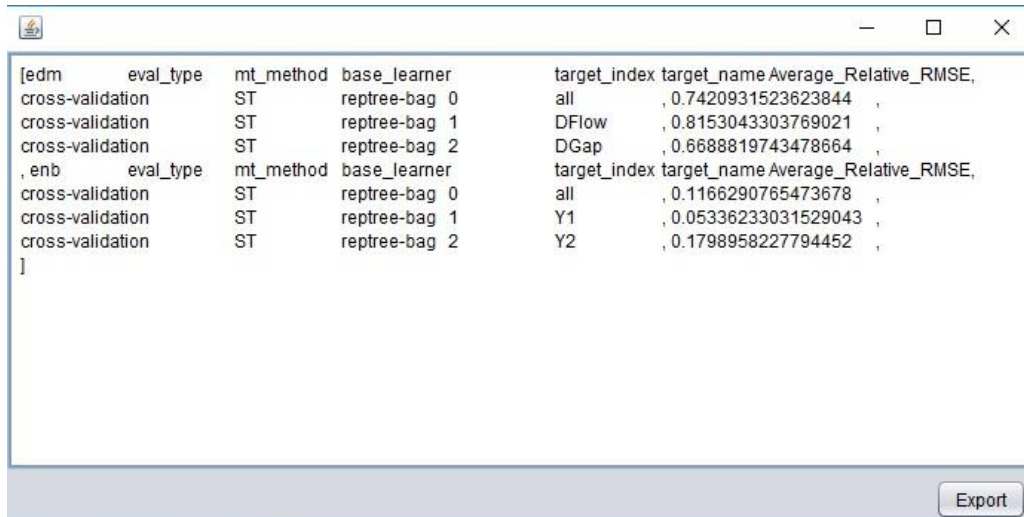 [edm eval_type mt_method base_learner target_index target_name Average_Relative_RMSE,
cross-validation ST reptree-bag 0 all , 0.7420931523623844 ,
cross-validation ST reptree-bag 1 DFlow , 0.8153043303769021 ,
cross-validation ST reptree-bag 2 DGap , 0.6688819743478664 ,
, enb eval_type mt_method base_learner target_index target_name Average_Relative_RMSE,
cross-validation ST reptree-bag 0 all , 0.1166290765473678 ,
cross-validation ST reptree-bag 1 Y1 , 0.05336233031529043 ,
cross-validation ST reptree-bag 2 Y2 , 0.1798958227794452 ,
]
Export